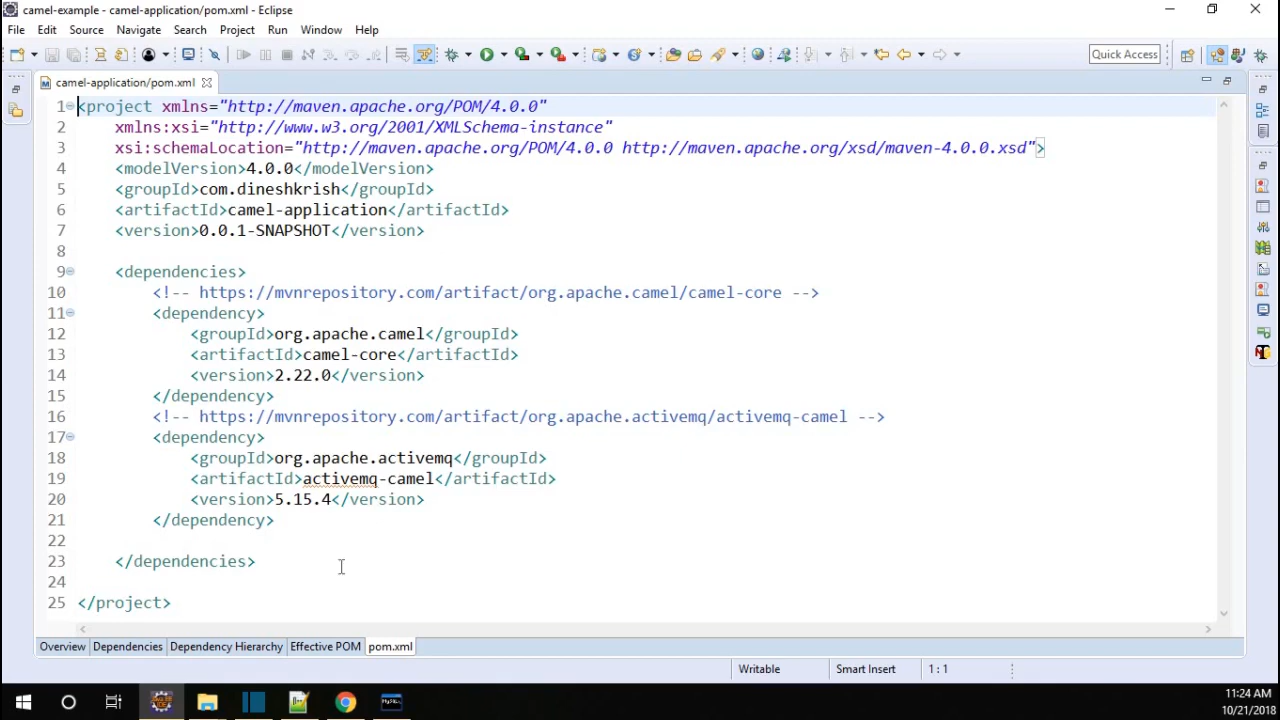 camel-example - camel-application/pom.xml - Eclipse
File Edit Source Navigate Search Project Run Window Help
Quick Access
camel-application/pom.xml
1 <project xmlns="http://maven.apache.org/POM/4.0.0"
2 xmlns:xsi="http://www.w3.org/2001/XMLSchema-instance"
3 xsi:schemaLocation="http://maven.apache.org/POM/4.0.0 http://maven.apache.org/xsd/maven-4.0.0.xsd">
4 <modelVersion>4.0.0</modelVersion>
5 <groupId>com.dineshkrish</groupId>
6 <artifactId>camel-application</artifactId>
7 <version>0.0.1-SNAPSHOT</version>
8
9 <dependencies>
10 <!-- https://mvnrepository.com/artifact/org.apache.camel/camel-core -->
11 <dependency>
12 <groupId>org.apache.camel</groupId>
13 <artifactId>camel-core</artifactId>
14 <version>2.22.0</version>
15 </dependency>
16 <!-- https://mvnrepository.com/artifact/org.apache.activemq/activemq-camel -->
17 <dependency>
18 <groupId>org.apache.activemq</groupId>
19 <artifactId>activemq-camel</artifactId>
20 <version>5.15.4</version>
21 </dependency>
22
23 </dependencies>
24
25 </project>
Overview Dependencies Dependency Hierarchy Effective POM pom.xml
Writable Smart Insert 1 : 1
11:24 AM
10/21/2018